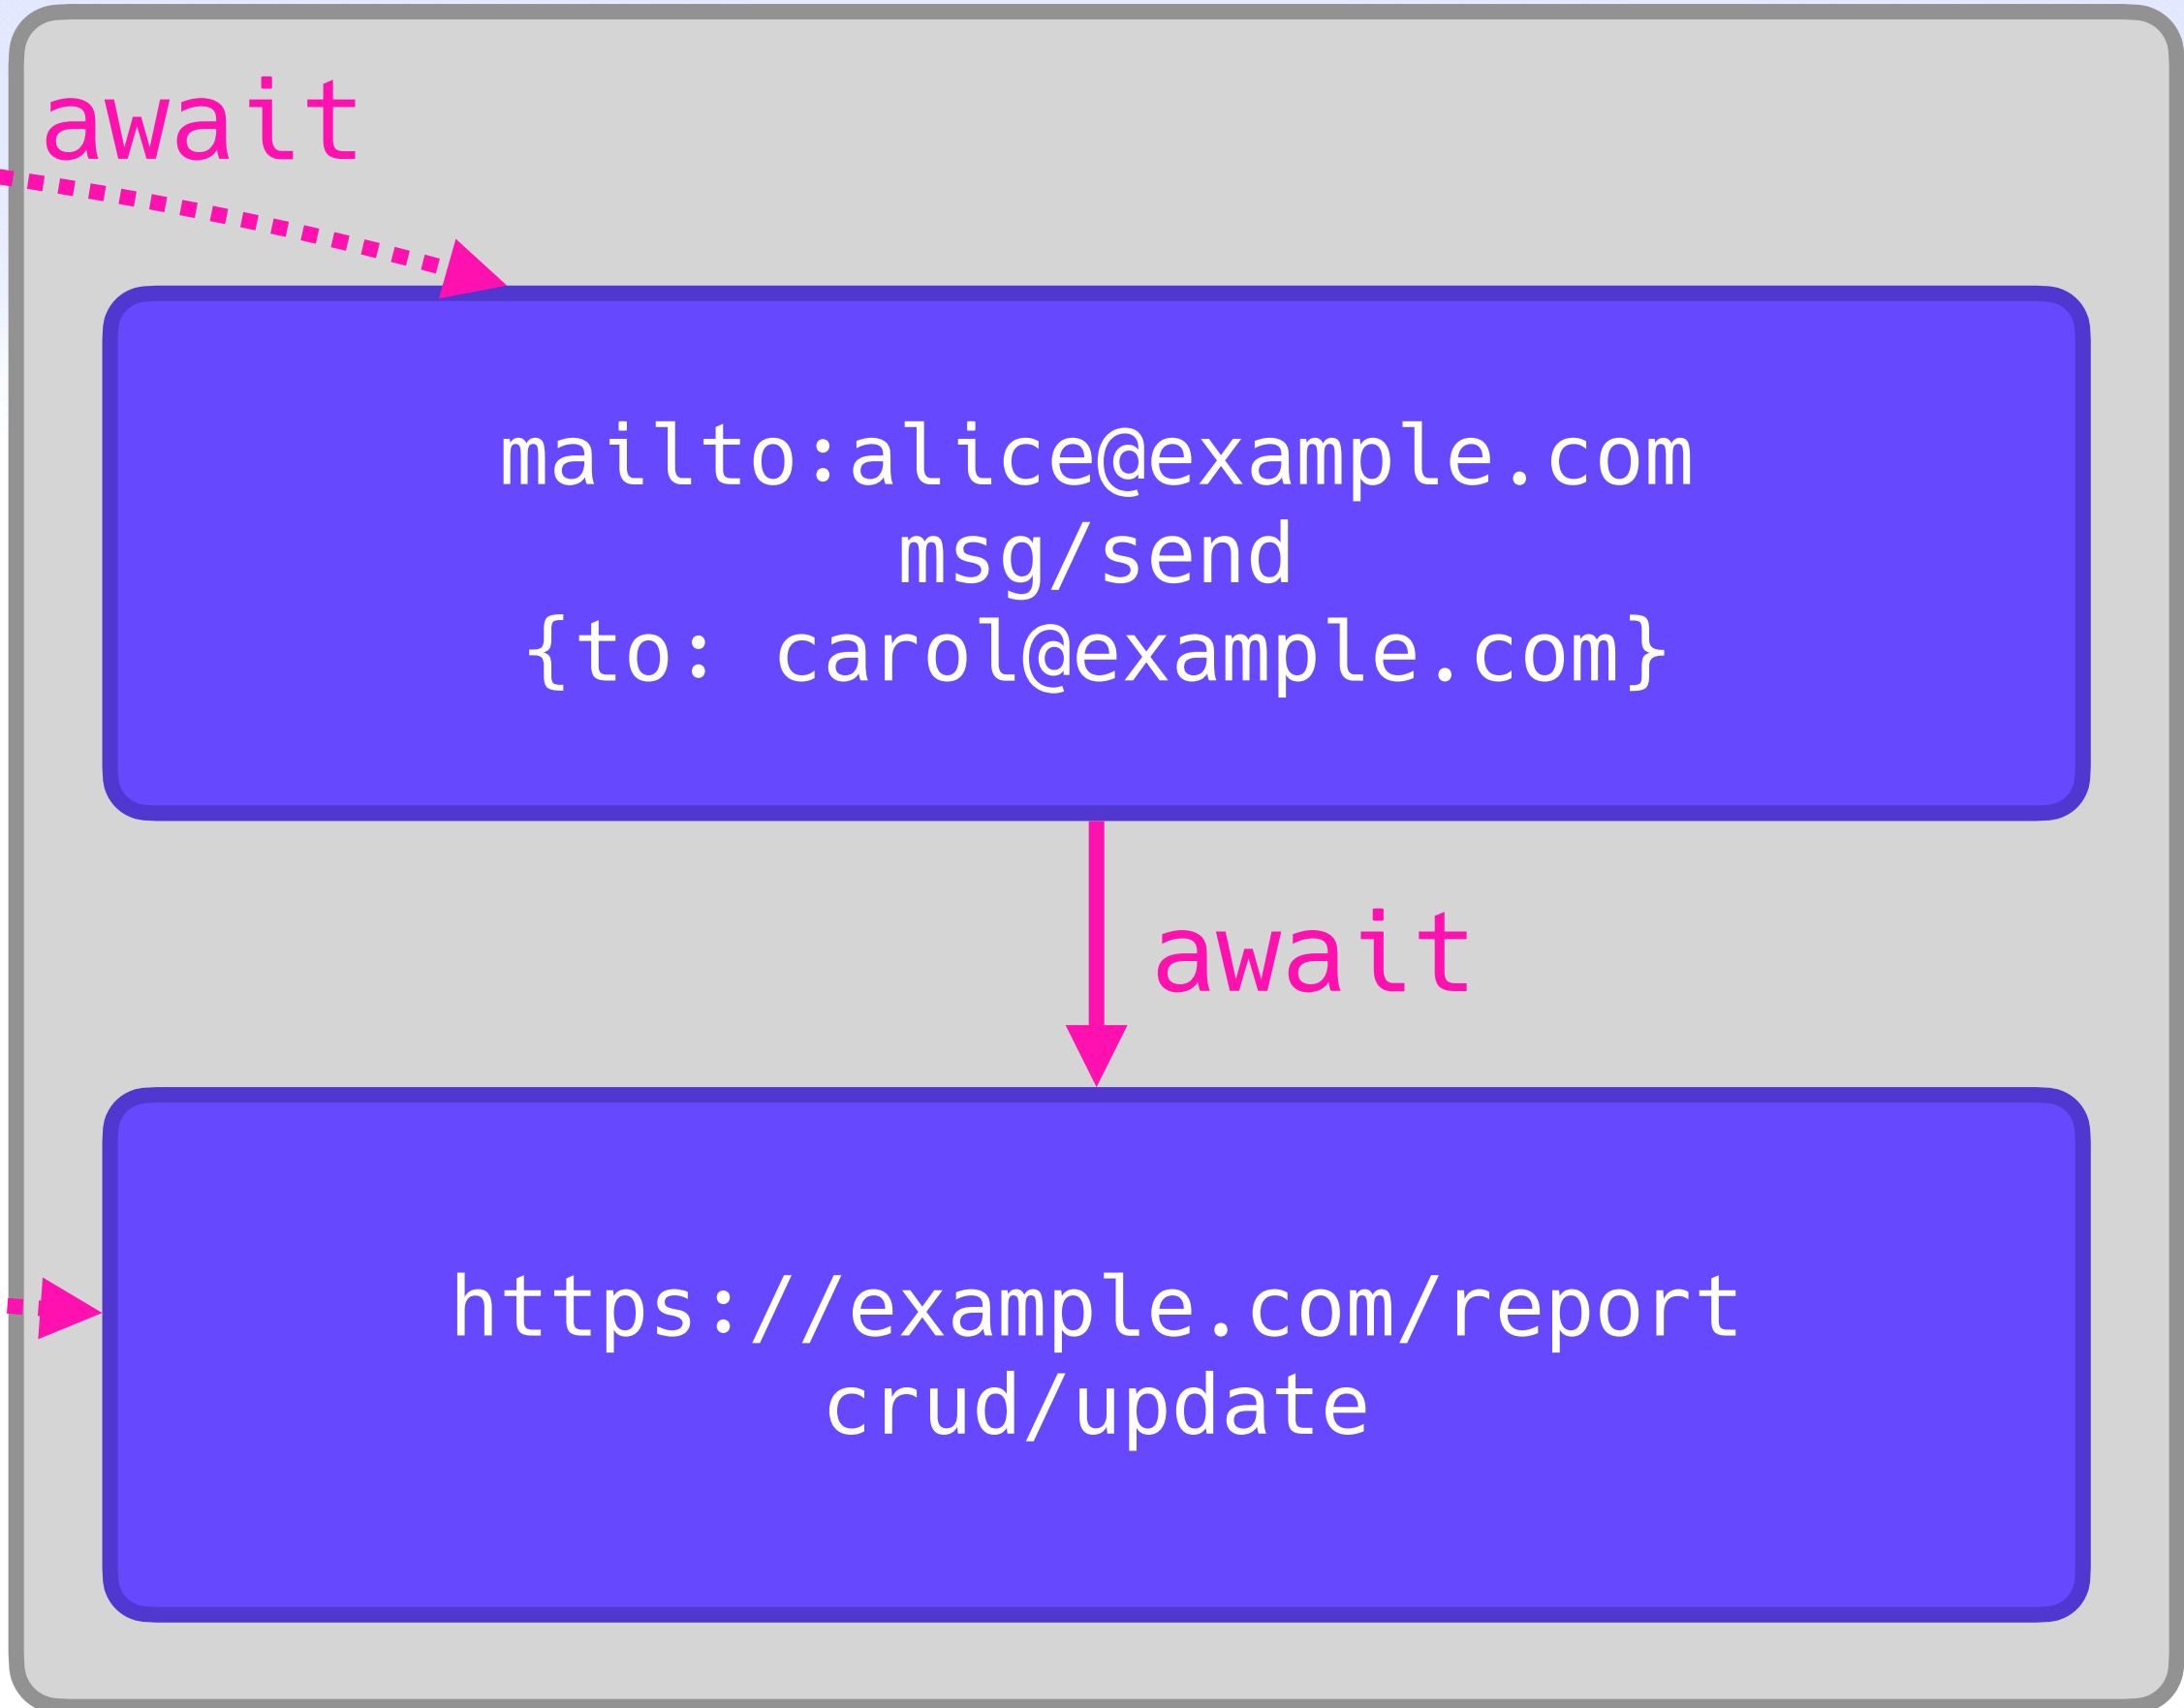 await
mailto:alice@example.com
msg/send
{to: carol@example.com}
await
https://example.com/report
crud/update